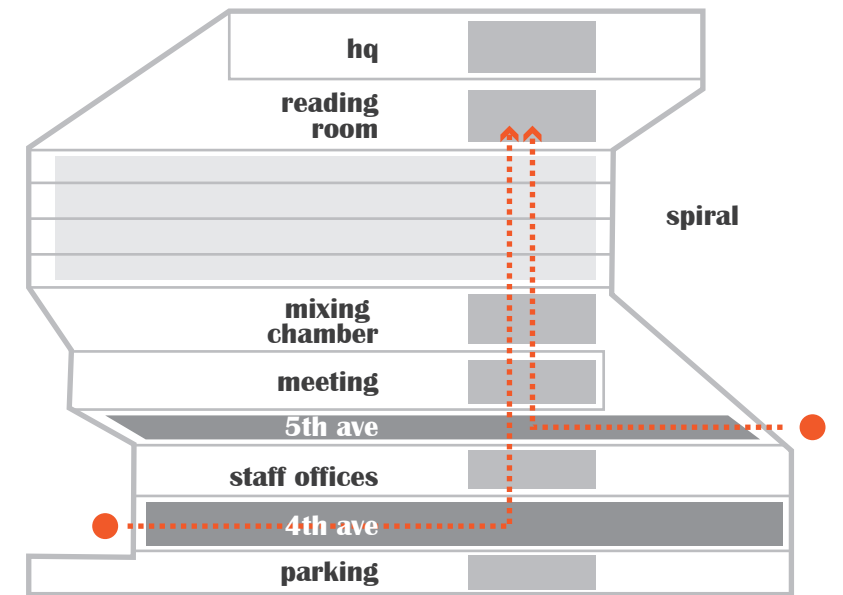 hq
reading
room
spiral
mixing
chamber
meeting
5th ave
staff offices
4th ave
parking